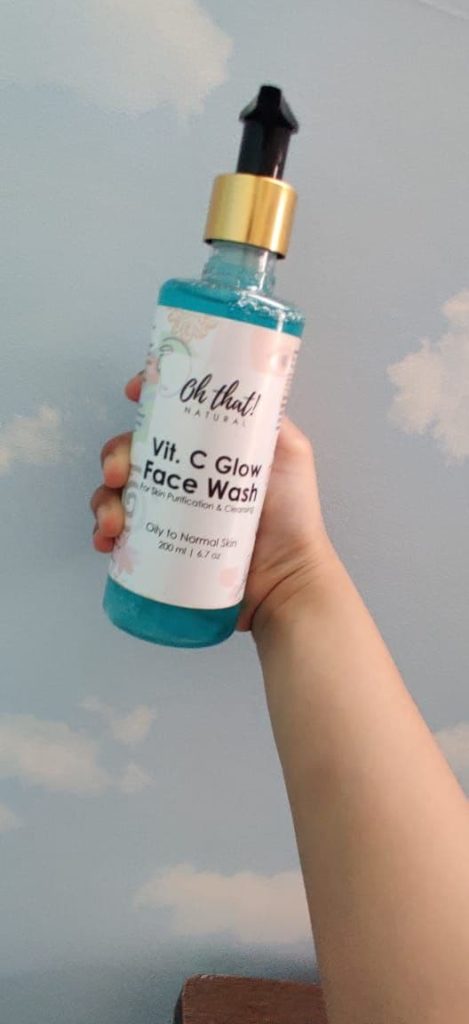 Oh that!
NATURAL
Vit. C Glow
Face Wash
For Skin Purification & Cleansing
Oily to Normal Skin
200 ml | 6.7 oz